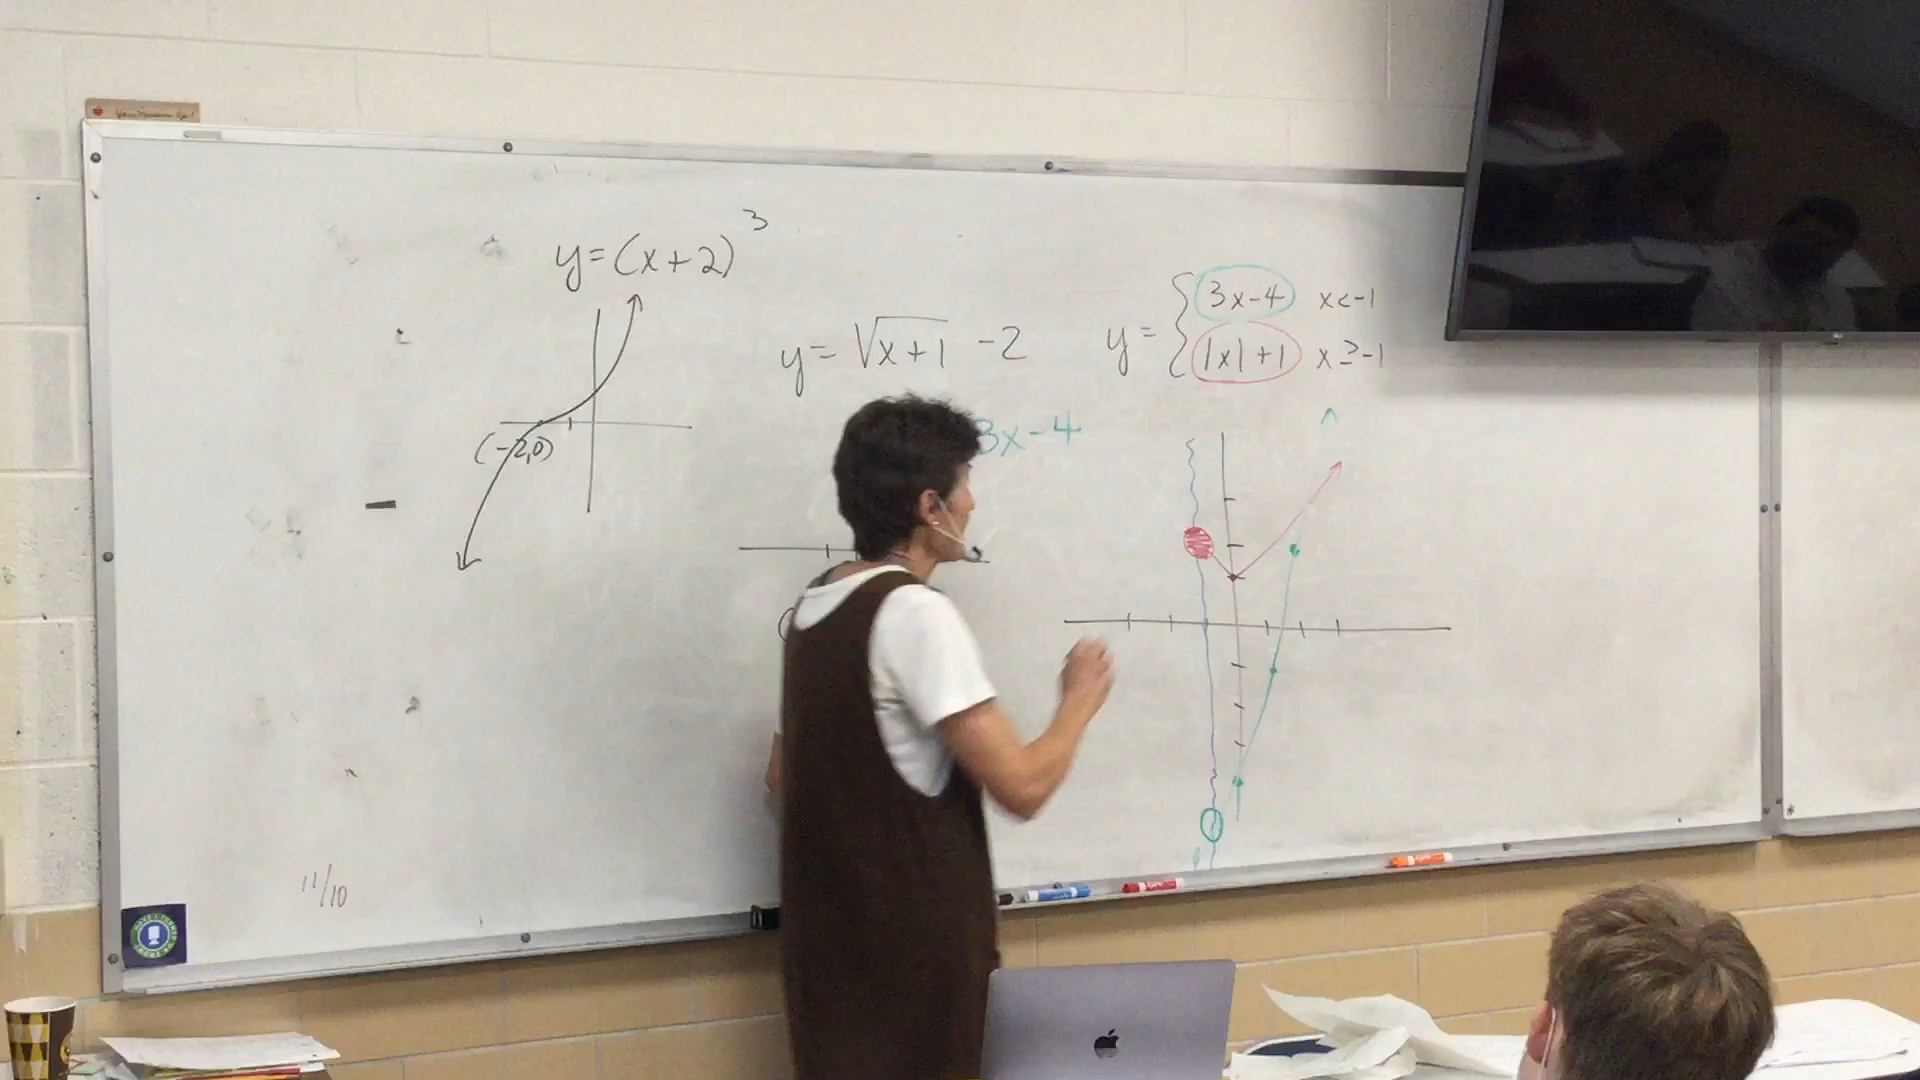 y=(x+2)³
y=√x+1 -2
y={3x-4 x<-1
|x|+1 x≥-1
3x-4
(-2,0)
11/10